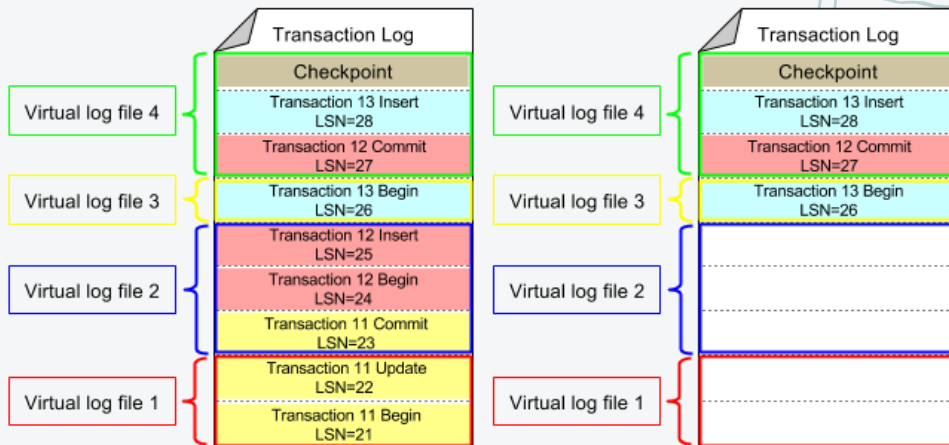 Transaction Log
Checkpoint
Virtual log file 4
Transaction 13 Insert
LSN=28
Transaction 12 Commit
LSN=27
Virtual log file 3
Transaction 13 Begin
LSN=26
Virtual log file 2
Transaction 12 Insert
LSN=25
Transaction 12 Begin
LSN=24
Transaction 11 Commit
LSN=23
Virtual log file 1
Transaction 11 Update
LSN=22
Transaction 11 Begin
LSN=21
Transaction Log
Checkpoint
Virtual log file 4
Transaction 13 Insert
LSN=28
Transaction 12 Commit
LSN=27
Virtual log file 3
Transaction 13 Begin
LSN=26
Virtual log file 2
Virtual log file 1